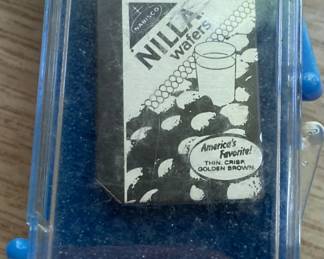 NABISCO
NILLA
wafers
America's
Favorite!
THIN, CRISP,
GOLDEN BROWN